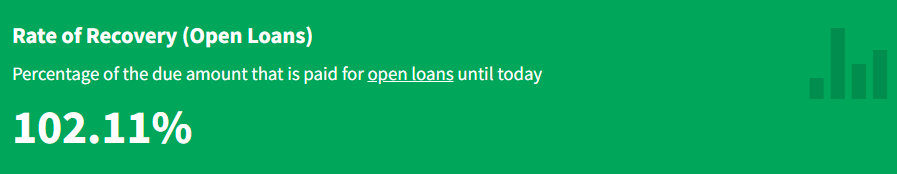 Rate of Recovery (Open Loans)
Percentage of the due amount that is paid for open loans until today
102.11%